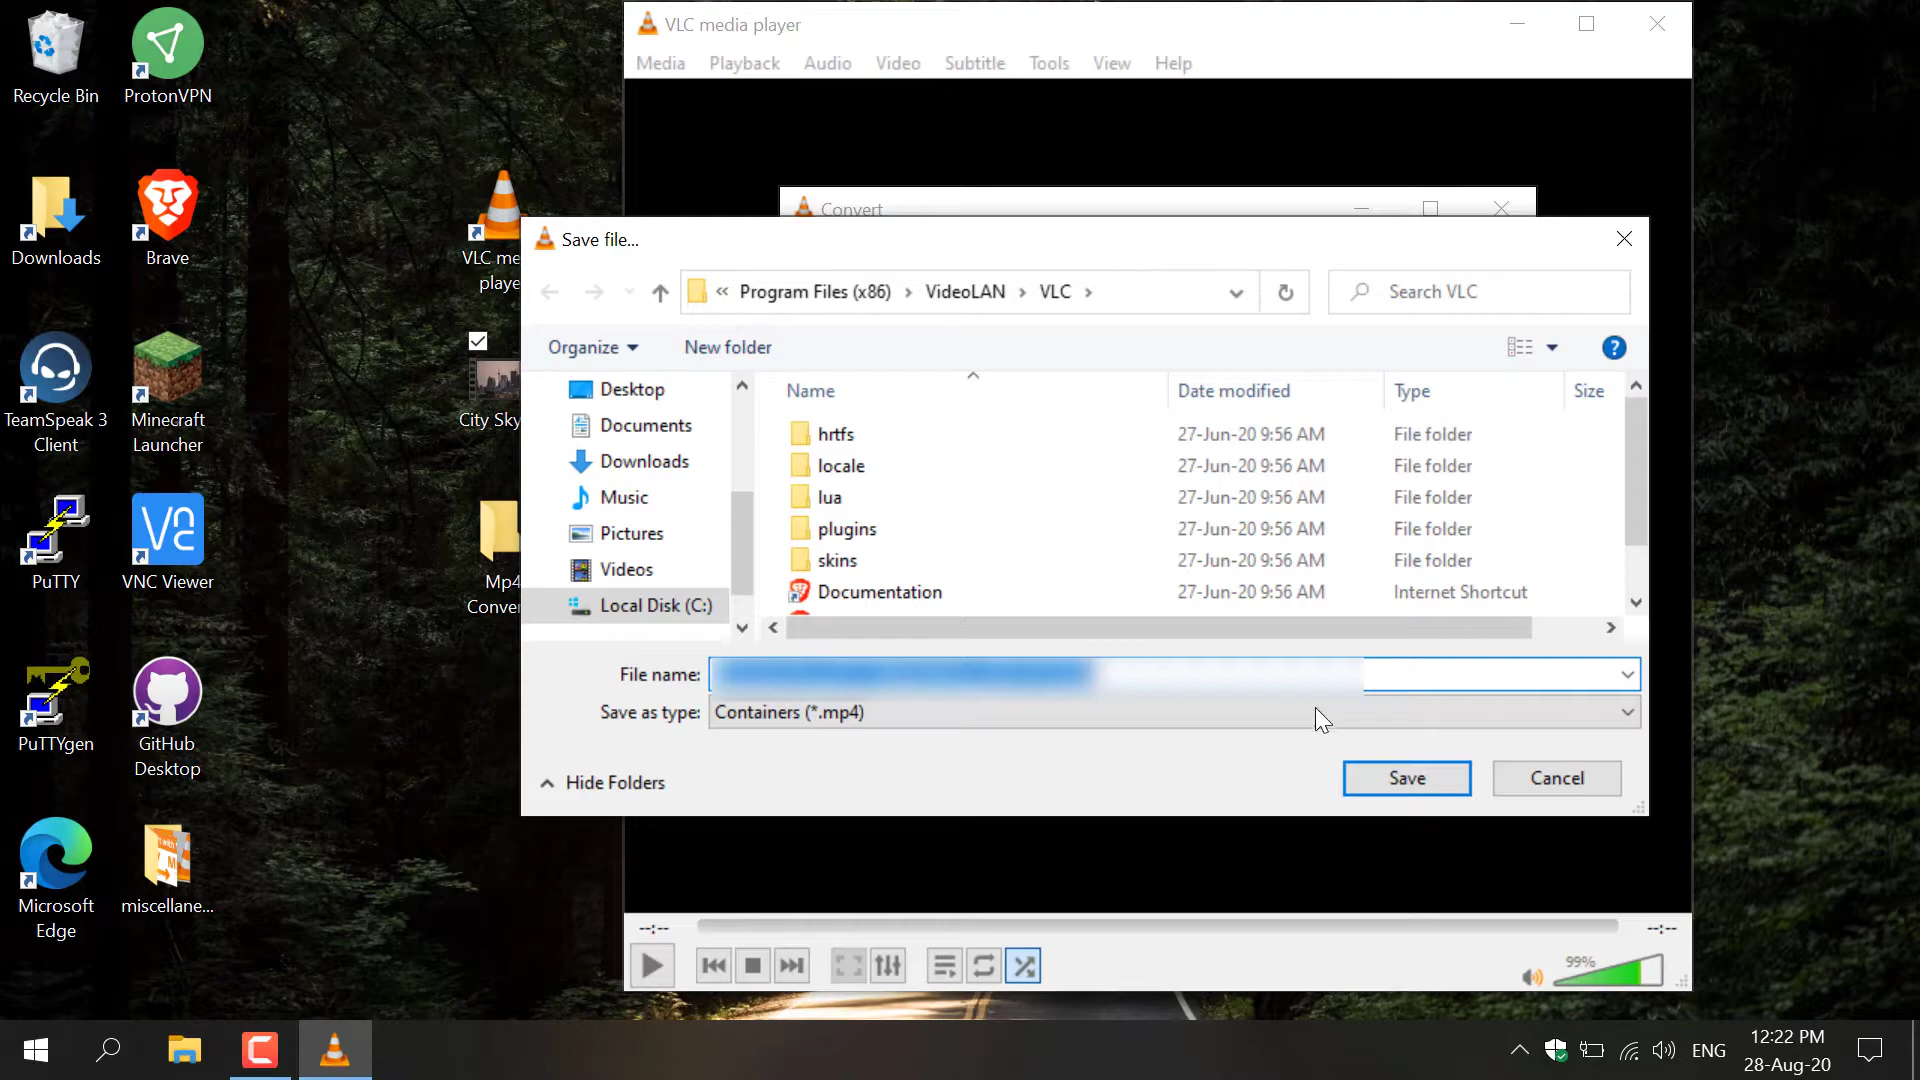 Recycle Bin
ProtonVPN
Downloads
Brave
TeamSpeak 3
Client
Minecraft
Launcher
PuTTY
VNC Viewer
PuTTYgen
GitHub
Desktop
Microsoft
Edge
miscellane...
VLC me
playe
City Sky
Mp4
Conver
VLC media player
Media Playback Audio Video Subtitle Tools View Help
Convert
Save file...
« Program Files (x86) › VideoLAN › VLC ›
Search VLC
Organize
New folder
Desktop
Documents
Downloads
Music
Pictures
Videos
Local Disk (C:)
Name Date modified Type Size
hrtfs 27-Jun-20 9:56 AM File folder
locale 27-Jun-20 9:56 AM File folder
lua 27-Jun-20 9:56 AM File folder
plugins 27-Jun-20 9:56 AM File folder
skins 27-Jun-20 9:56 AM File folder
Documentation 27-Jun-20 9:56 AM Internet Shortcut
File name:
Save as type: Containers (*.mp4)
Hide Folders
Save
Cancel
--:-- --:--
99%
ENG
12:22 PM
28-Aug-20